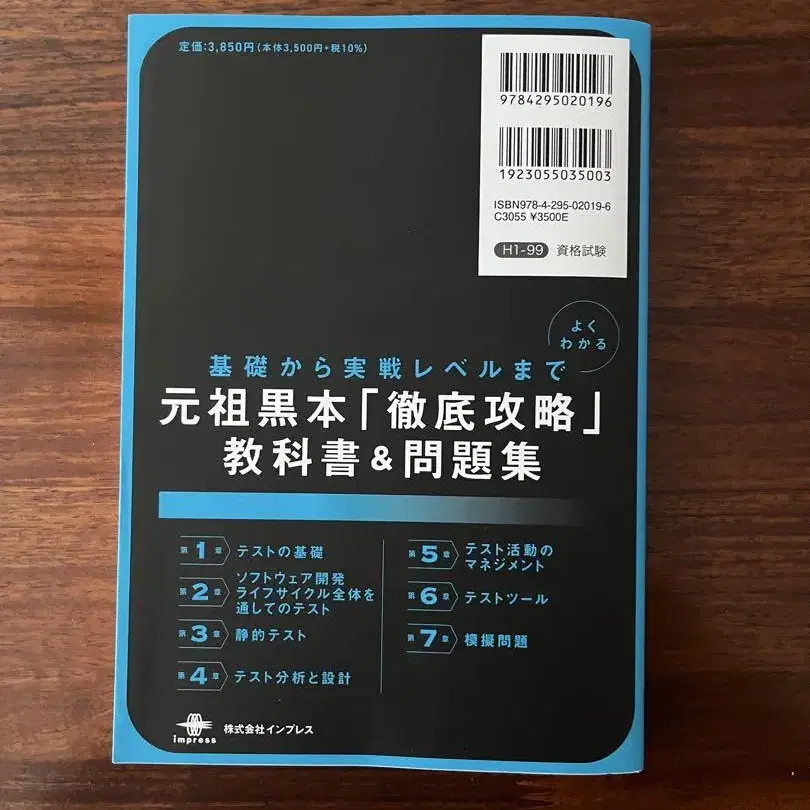 定価:3,850円(本体3,500円+税10%)
9784295020196
1923055035003
ISBN978-4-295-02019-6
C3055 ¥3500E
H1-99 資格試験
よく
わかる
基礎から実戦レベルまで
元祖黒本「徹底攻略」
教科書&問題集
第1章 テストの基礎
第2章 ソフトウェア開発
ライフサイクル全体を
通してのテスト
第3章 静的テスト
第4章 テスト分析と設計
第5章 テスト活動の
マネジメント
第6章 テストツール
第7章 模擬問題
impress 株式会社インプレス